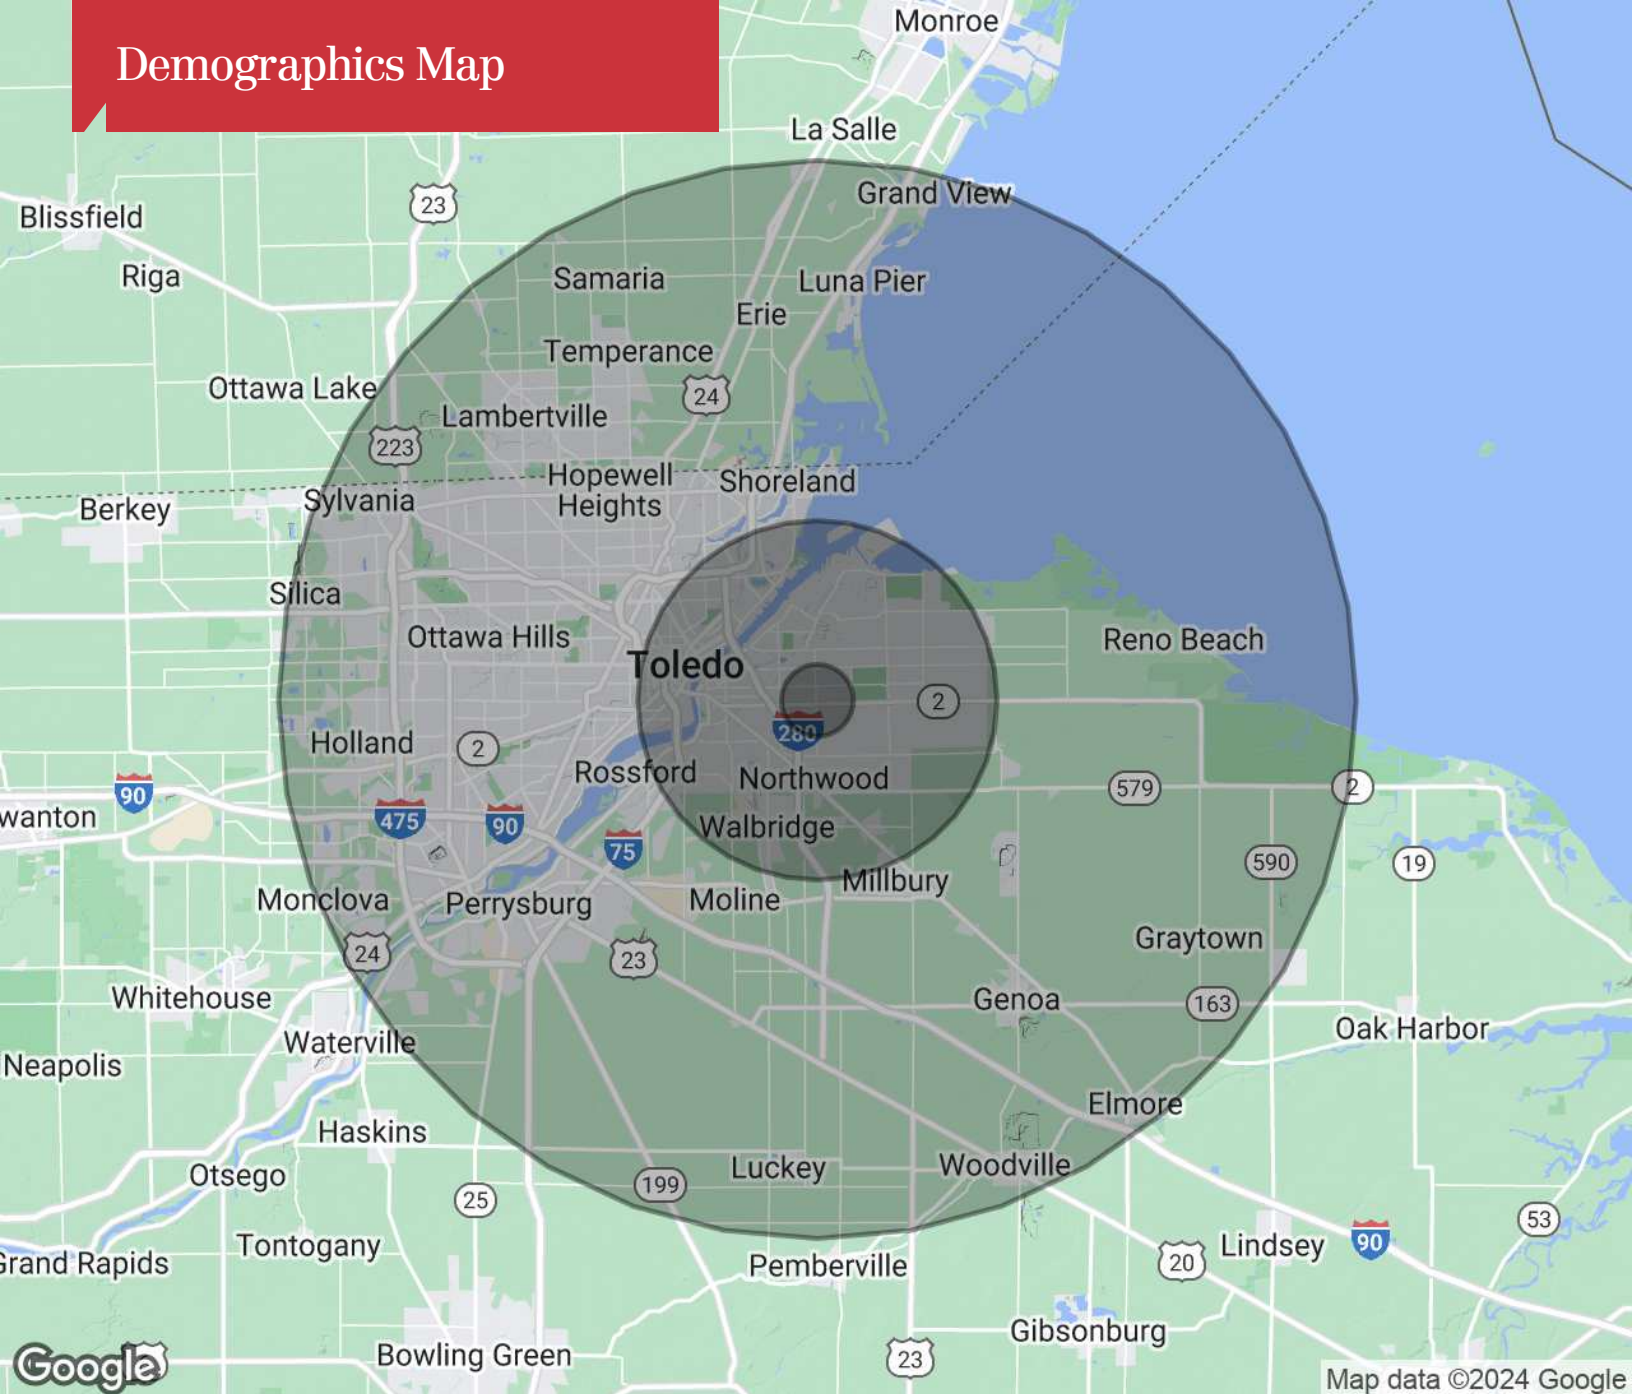 Demographics Map
Monroe
La Salle
Grand View
23
Blissfield
Riga
Samaria
Luna Pier
Erie
Temperance
Ottawa Lake
24
Lambertville
223
Hopewell
Heights
Shoreland
Sylvania
Berkey
Silica
Ottawa Hills
Reno Beach
Toledo
2
280
Holland
2
Rossford
Northwood
579
2
90
wanton
475
90
75
Walbridge
590
19
Millbury
Monclova
Perrysburg
Moline
Graytown
24
23
Whitehouse
Genoa
163
Oak Harbor
Waterville
Neapolis
Elmore
Haskins
Otsego
Luckey
Woodville
199
25
53
Tontogany
Lindsey
90
Grand Rapids
Pemberville
20
Gibsonburg
Bowling Green
23
Google
Map data ©2024 Google